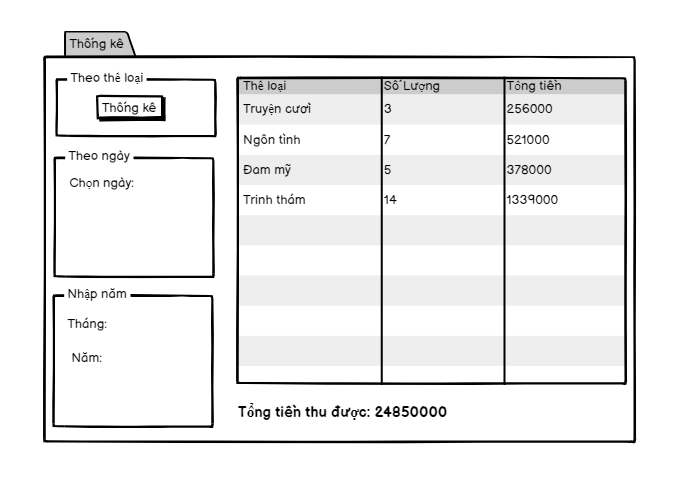 Thống kê
Theo thể loại
Thống kê
Theo ngày
Chọn ngày:
Nhập năm
Tháng:
Năm:
Thể loại Số Lượng Tổng tiền
Truyện cười 3 256000
Ngôn tình 7 521000
Đam mỹ 5 378000
Trinh thám 14 1339000
Tổng tiền thu được: 24850000